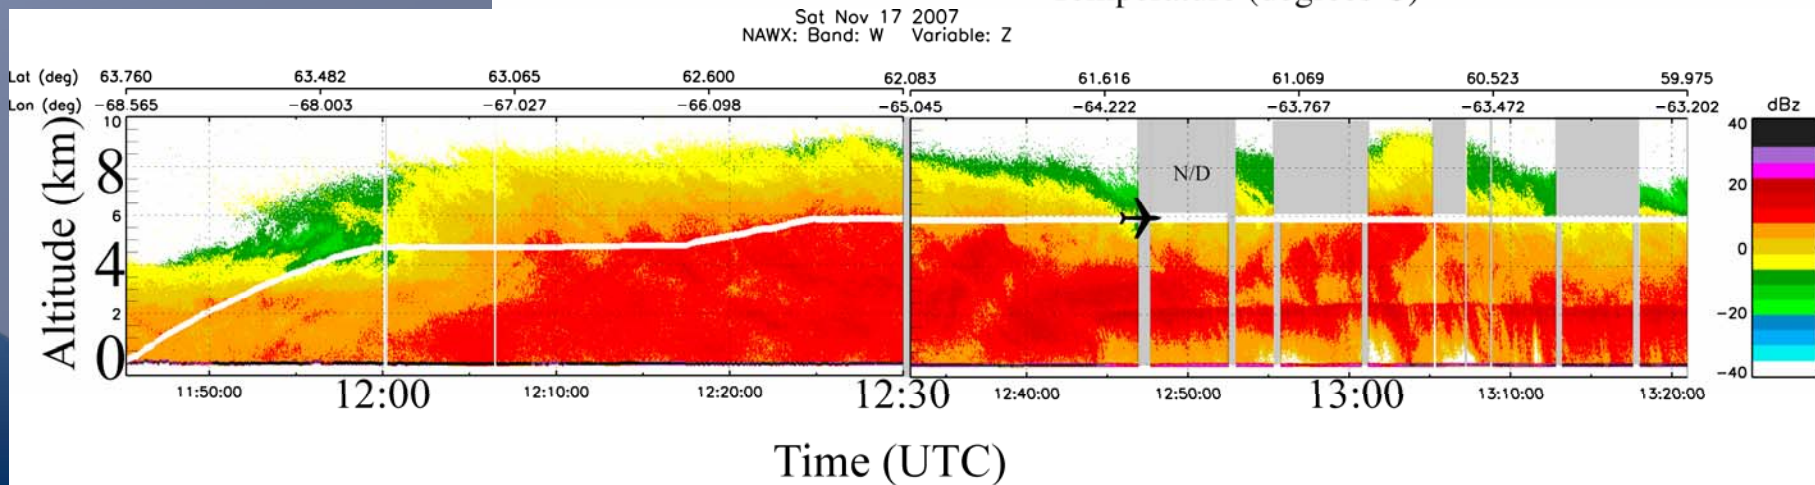 Temperature (degrees C)
Sat Nov 17 2007
NAWX: Band: W Variable: Z
Lat (deg) 63.760 63.482 63.065 62.600 62.083 61.616 61.069 60.523 59.975
Lon (deg) -68.565 -68.003 -67.027 -66.098 -65.045 -64.222 -63.767 -63.472 -63.202
dBz
Altitude (km)
10
8
6
4
2
0
N/D
40
20
0
-20
-40
11:50:00 12:00 12:10:00 12:20:00 12:30 12:40:00 12:50:00 13:00 13:10:00 13:20:00
Time (UTC)